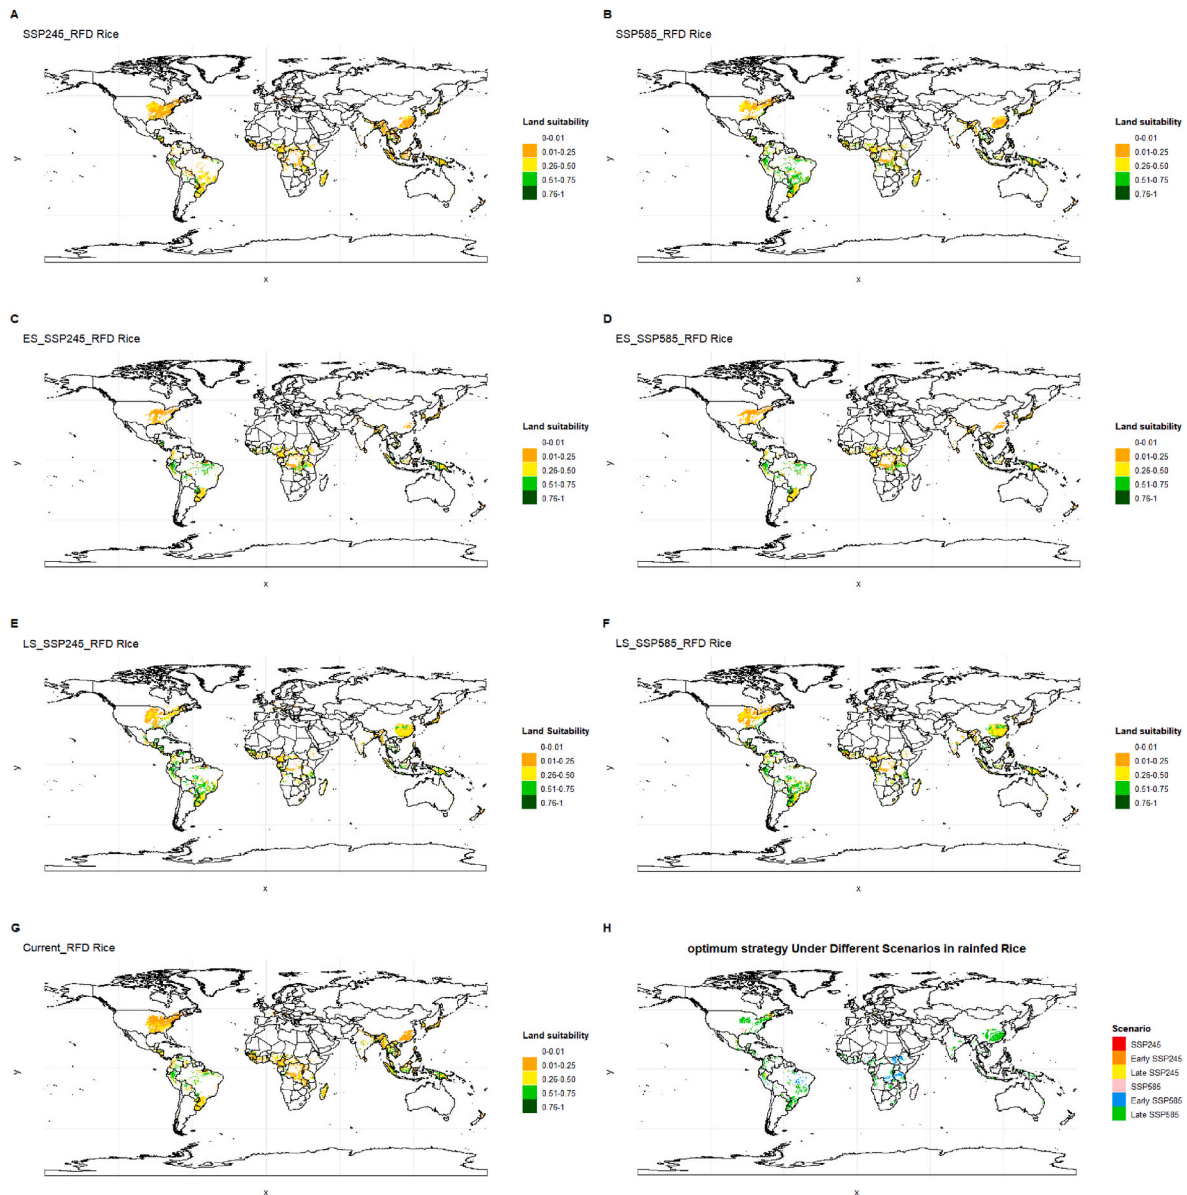 A
SSP245_RFD Rice
Land suitability
0-0.01
0.01-0.25
0.26-0.50
0.51-0.75
0.76-1
y
x
B
SSP585_RFD Rice
Land suitability
0-0.01
0.01-0.25
0.26-0.50
0.51-0.75
0.76-1
y
x
C
ES_SSP245_RFD Rice
Land suitability
0-0.01
0.01-0.25
0.26-0.50
0.51-0.75
0.76-1
y
x
D
ES_SSP585_RFD Rice
Land suitability
0-0.01
0.01-0.25
0.26-0.50
0.51-0.75
0.76-1
y
x
E
LS_SSP245_RFD Rice
Land Suitability
0-0.01
0.01-0.25
0.26-0.50
0.51-0.75
0.76-1
y
x
F
LS_SSP585_RFD Rice
Land suitability
0-0.01
0.01-0.25
0.26-0.50
0.51-0.75
0.76-1
y
x
G
Current_RFD Rice
Land suitability
0-0.01
0.01-0.25
0.26-0.50
0.51-0.75
0.76-1
y
x
H
optimum strategy Under Different Scenarios in rainfed Rice
Scenario
SSP245
Early SSP245
Late SSP245
SSP585
Early SSP585
Late SSP585
y
x